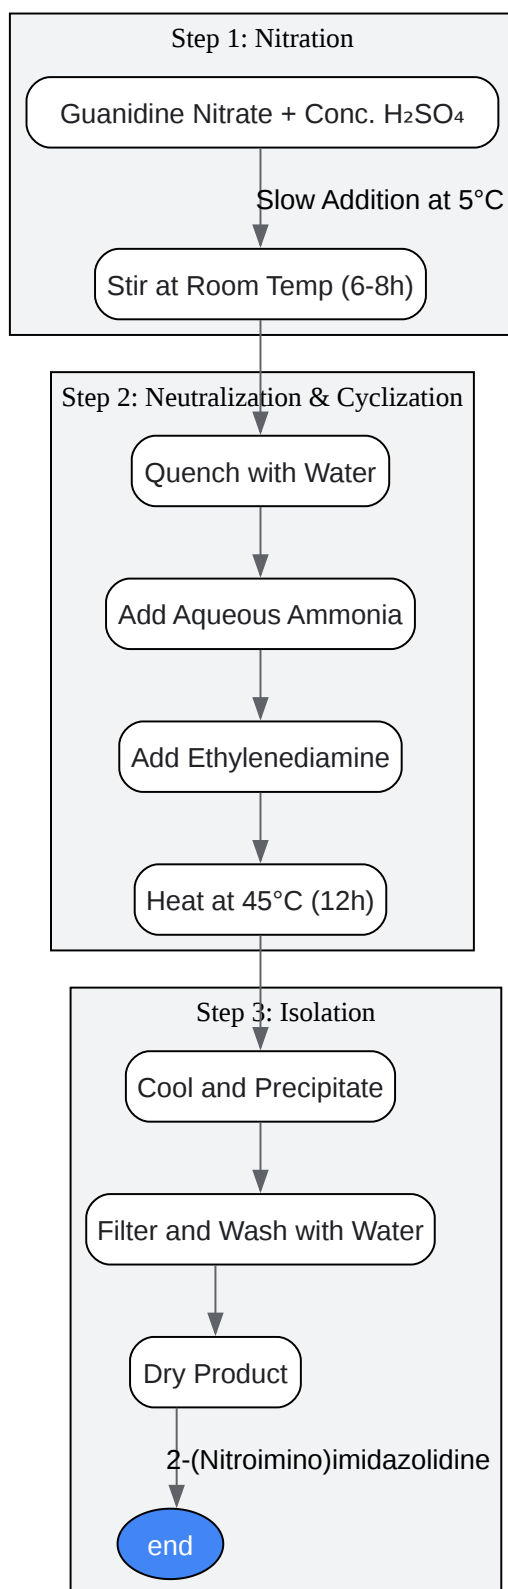 Step 1: Nitration
Guanidine Nitrate + Conc. H₂SO₄
Slow Addition at 5°C
Stir at Room Temp (6-8h)
Step 2: Neutralization & Cyclization
Quench with Water
Add Aqueous Ammonia
Add Ethylenediamine
Heat at 45°C (12h)
Step 3: Isolation
Cool and Precipitate
Filter and Wash with Water
Dry Product
2-(Nitroimino)imidazolidine
end